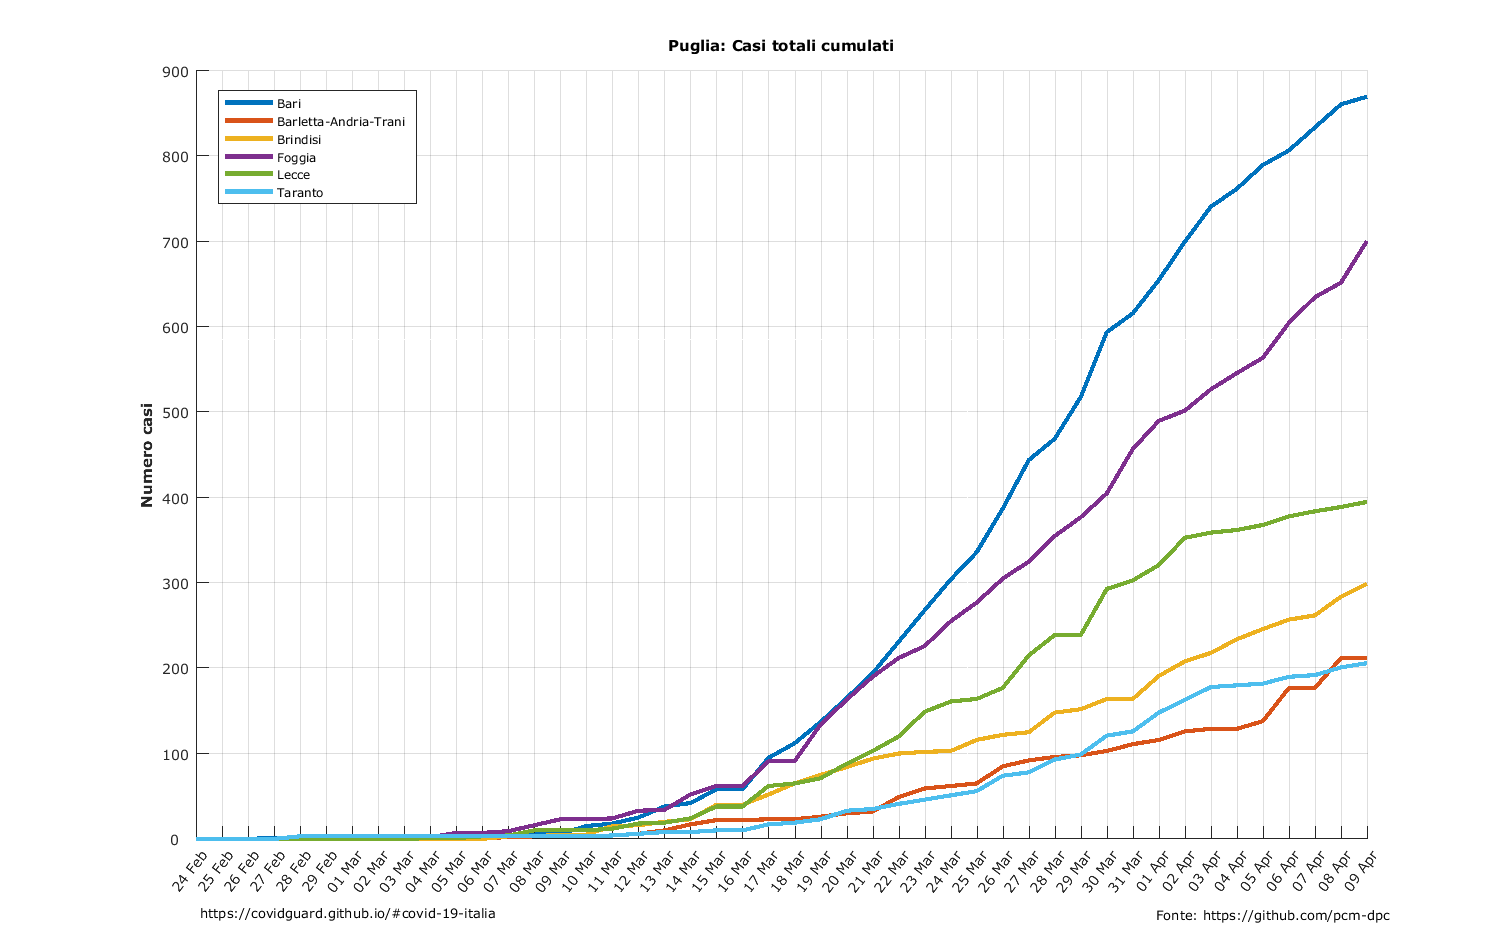 Puglia: Casi totali cumulati
Numero casi
900
800
700
600
500
400
300
200
100
0
Bari
Barletta-Andria-Trani
Brindisi
Foggia
Lecce
Taranto
24 Feb
25 Feb
26 Feb
27 Feb
28 Feb
29 Feb
01 Mar
02 Mar
03 Mar
04 Mar
05 Mar
06 Mar
07 Mar
08 Mar
09 Mar
10 Mar
11 Mar
12 Mar
13 Mar
14 Mar
15 Mar
16 Mar
17 Mar
18 Mar
19 Mar
20 Mar
21 Mar
22 Mar
23 Mar
24 Mar
25 Mar
26 Mar
27 Mar
28 Mar
29 Mar
30 Mar
31 Mar
01 Apr
02 Apr
03 Apr
04 Apr
05 Apr
06 Apr
07 Apr
08 Apr
09 Apr
https://covidguard.github.io/#covid-19-italia
Fonte: https://github.com/pcm-dpc